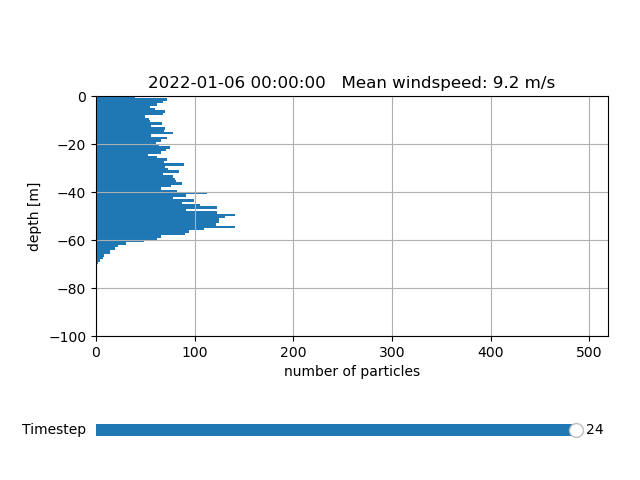 2022-01-06 00:00:00   Mean windspeed: 9.2 m/s
0
−20
−40
−60
−80
−100
depth [m]
0 100 200 300 400 500
number of particles
Timestep 24